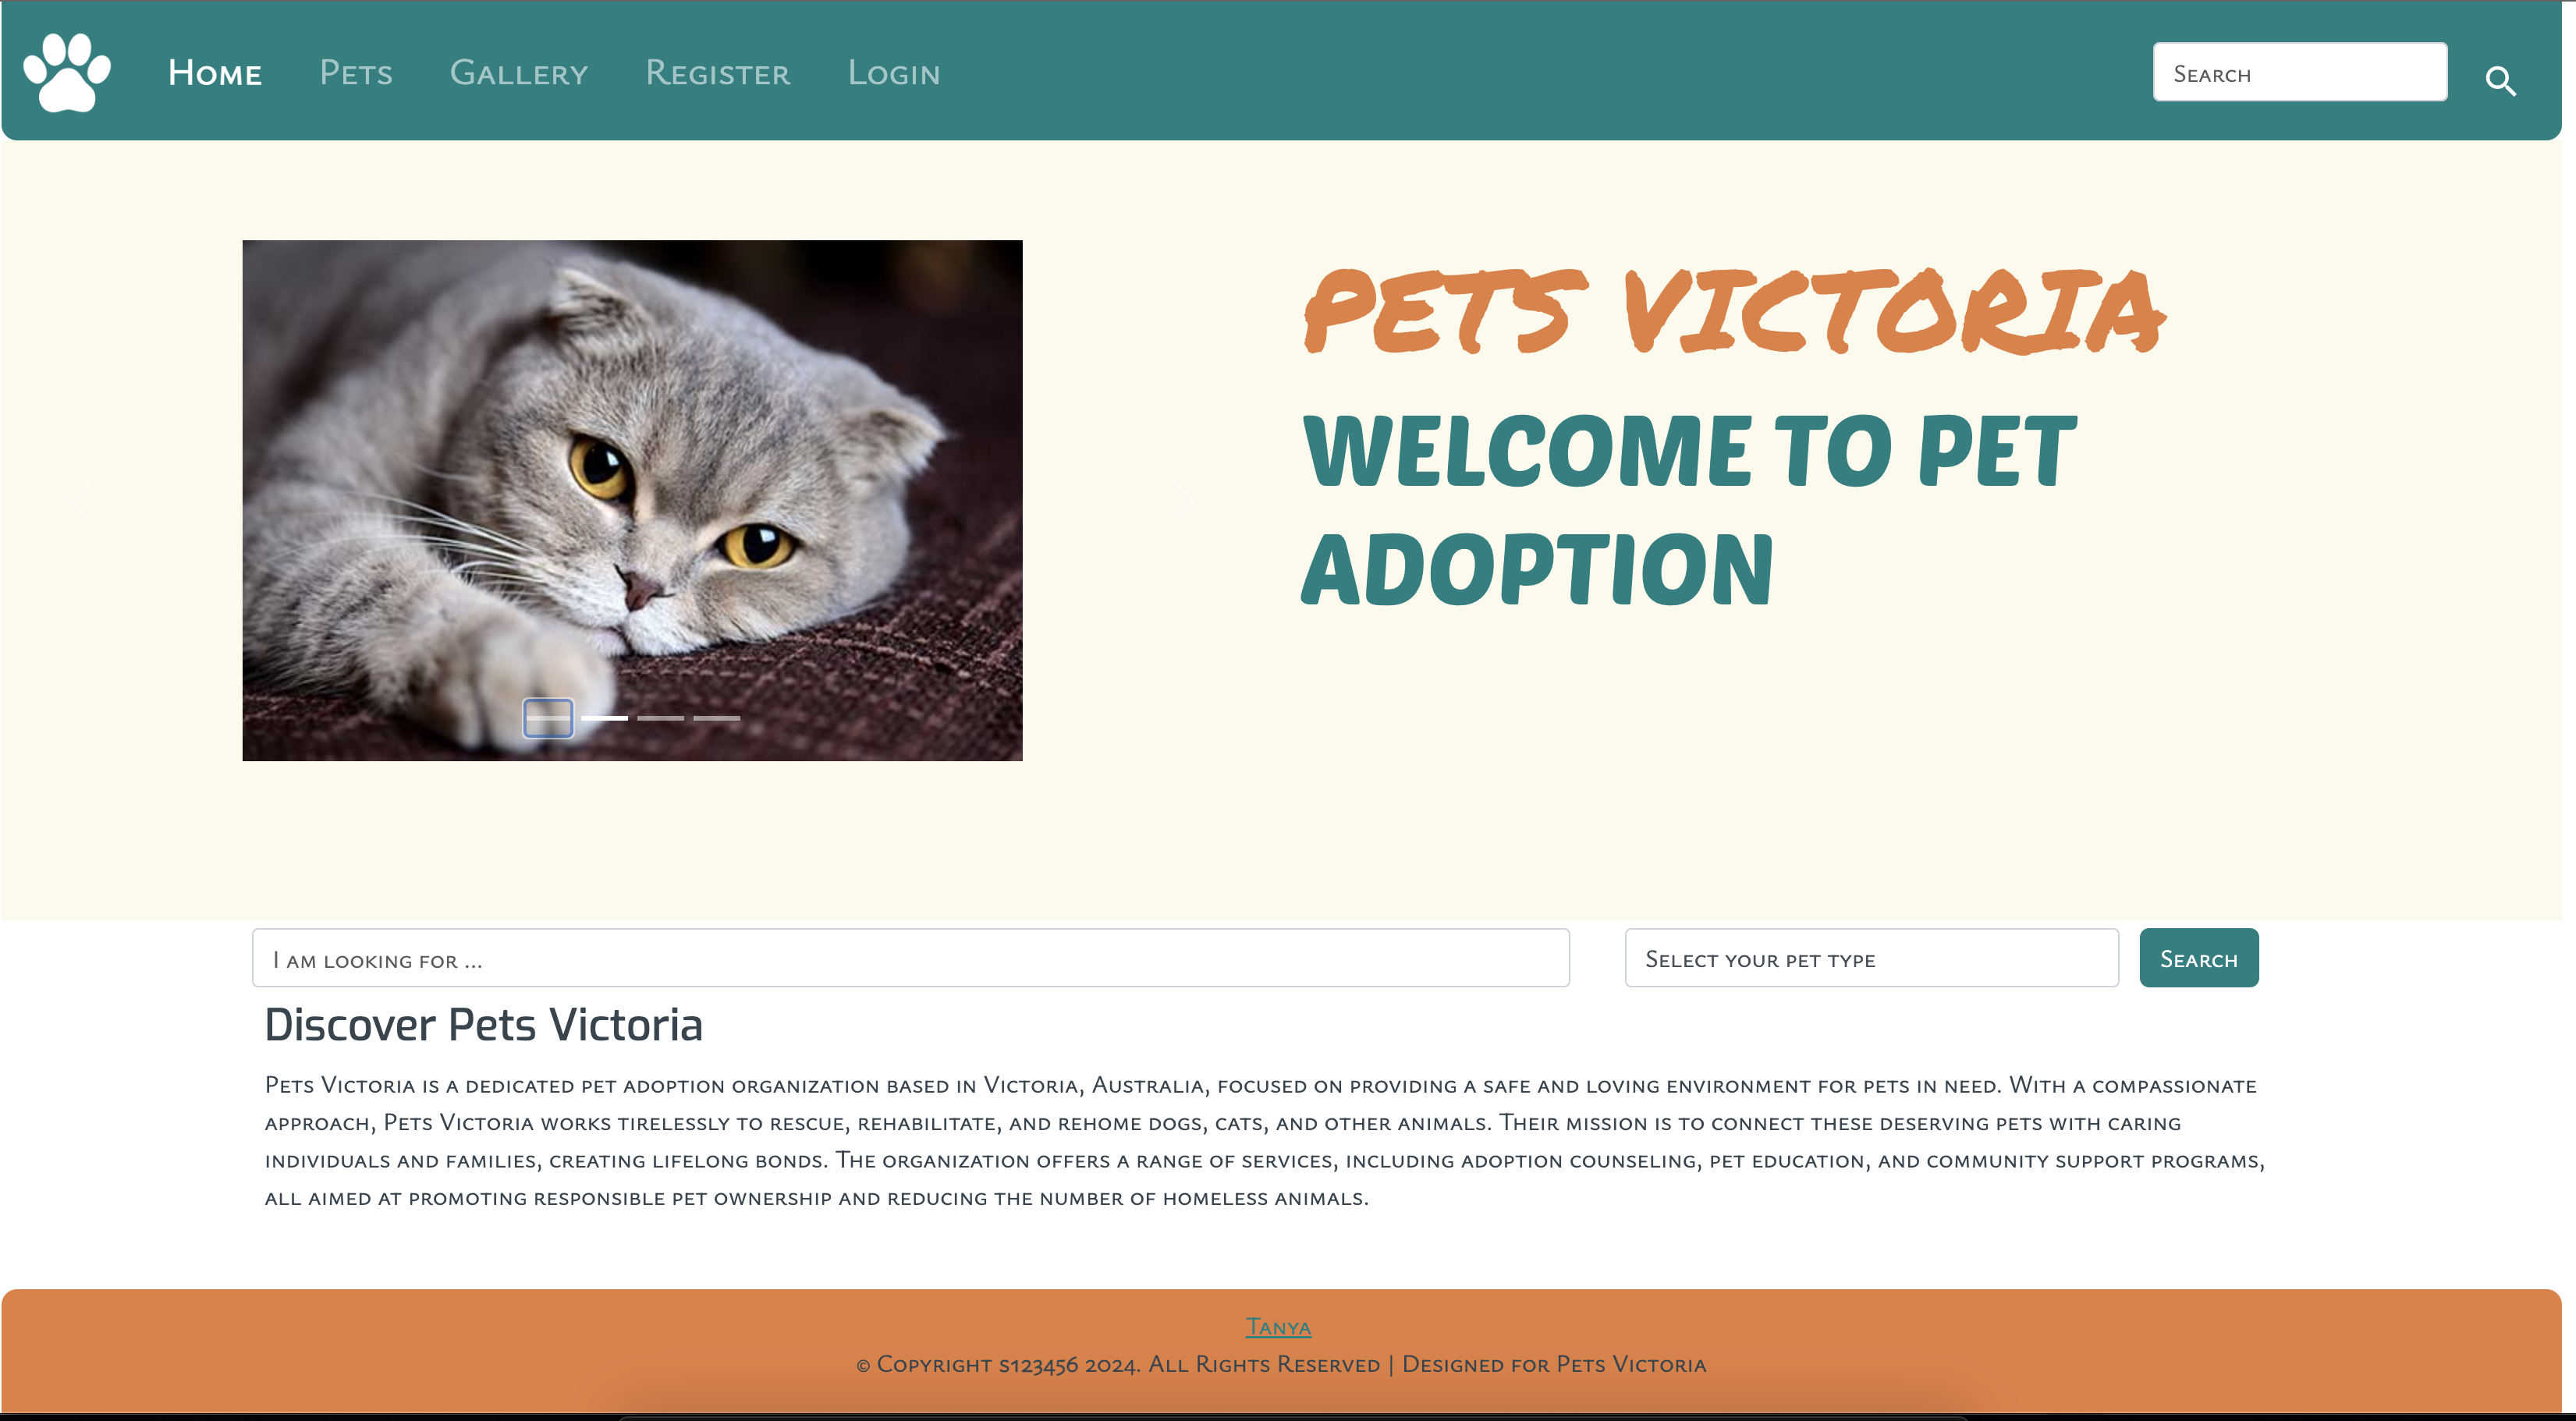 Home Pets Gallery Register Login Search
PETS VICTORIA
WELCOME TO PET
ADOPTION
I am looking for ... Select your pet type Search
Discover Pets Victoria
Pets Victoria is a dedicated pet adoption organization based in Victoria, Australia, focused on providing a safe and loving environment for pets in need. With a compassionate
approach, Pets Victoria works tirelessly to rescue, rehabilitate, and rehome dogs, cats, and other animals. Their mission is to connect these deserving pets with caring
individuals and families, creating lifelong bonds. The organization offers a range of services, including adoption counseling, pet education, and community support programs,
all aimed at promoting responsible pet ownership and reducing the number of homeless animals.
Tanya
© Copyright s123456 2024. All Rights Reserved | Designed for Pets Victoria